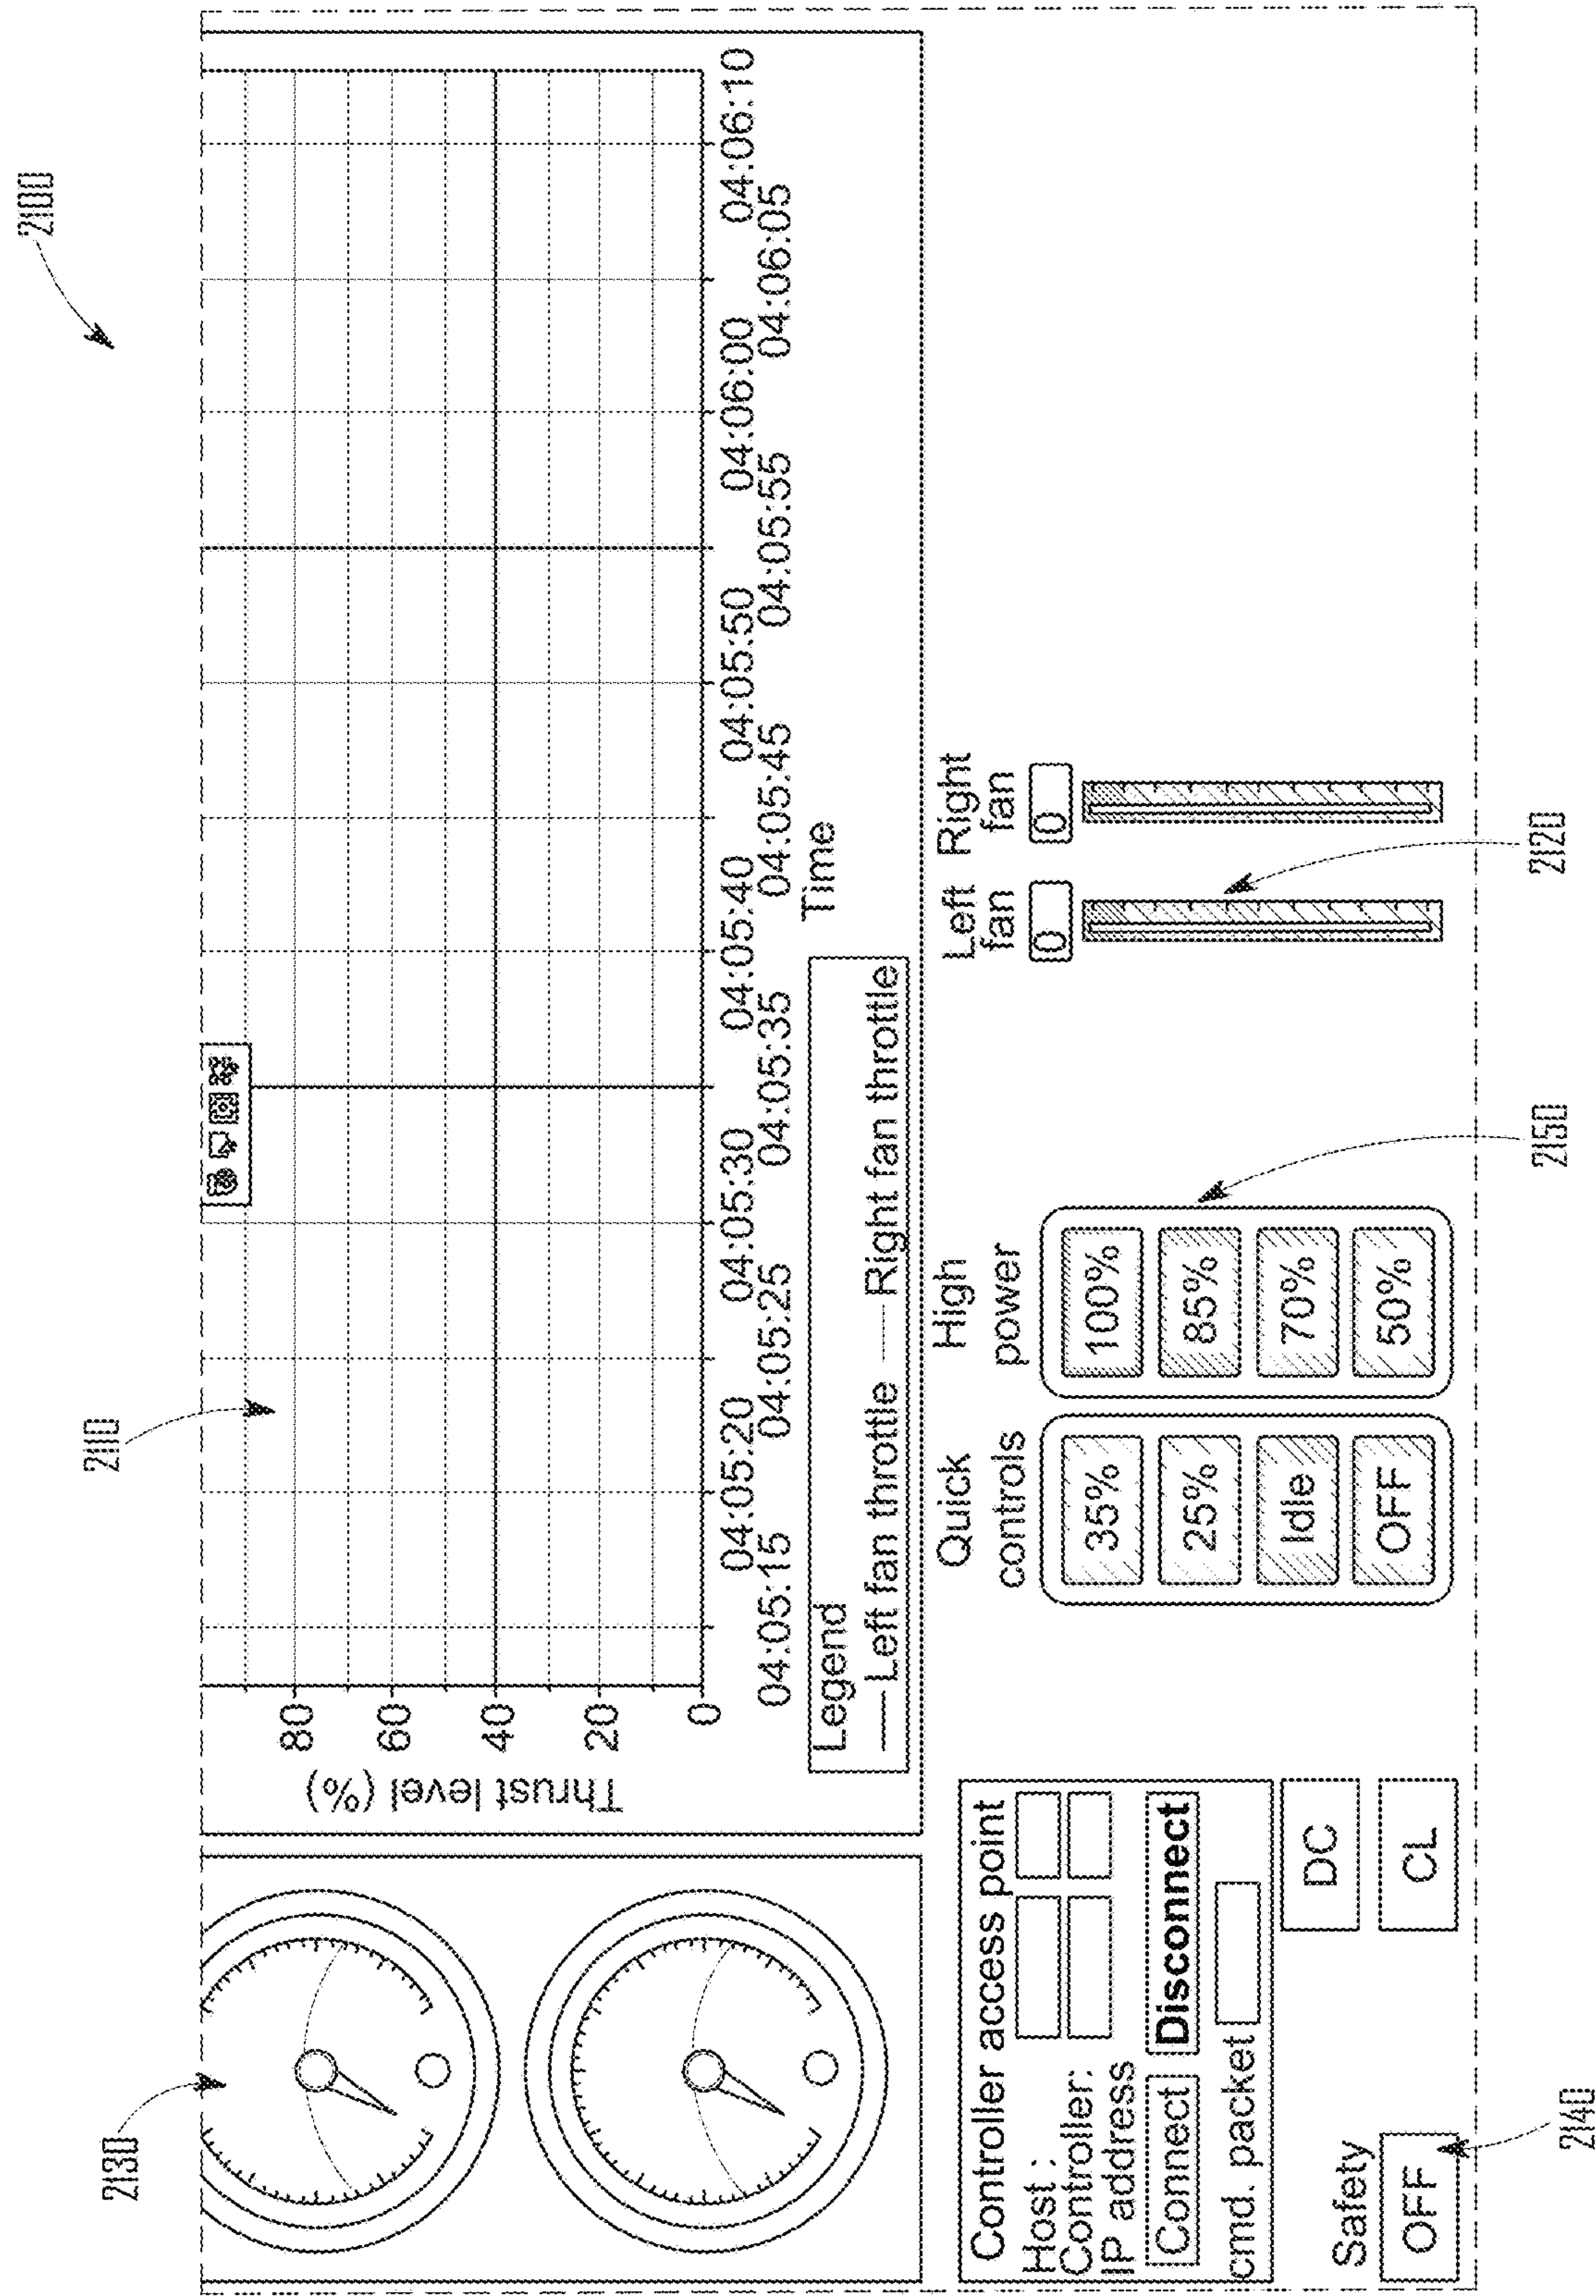 2100
2110
2130
80
60
40
20
0
Thrust level (%)
04:05:20 04:05:30 04:05:40 04:05:50 04:06:00 04:06:10
04:05:15 04:05:25 04:05:35 04:05:45 04:05:55 04:06:05
Time
Legend
Left fan throttle Right fan throttle
Controller access point
Host :
Controller:
IP address
Connect Disconnect
cmd. packet
DC
CL
Safety
OFF
2140
Quick
controls
35%
25%
Idle
OFF
High
power
100%
85%
70%
50%
2150
Left
fan
0
Right
fan
0
2120